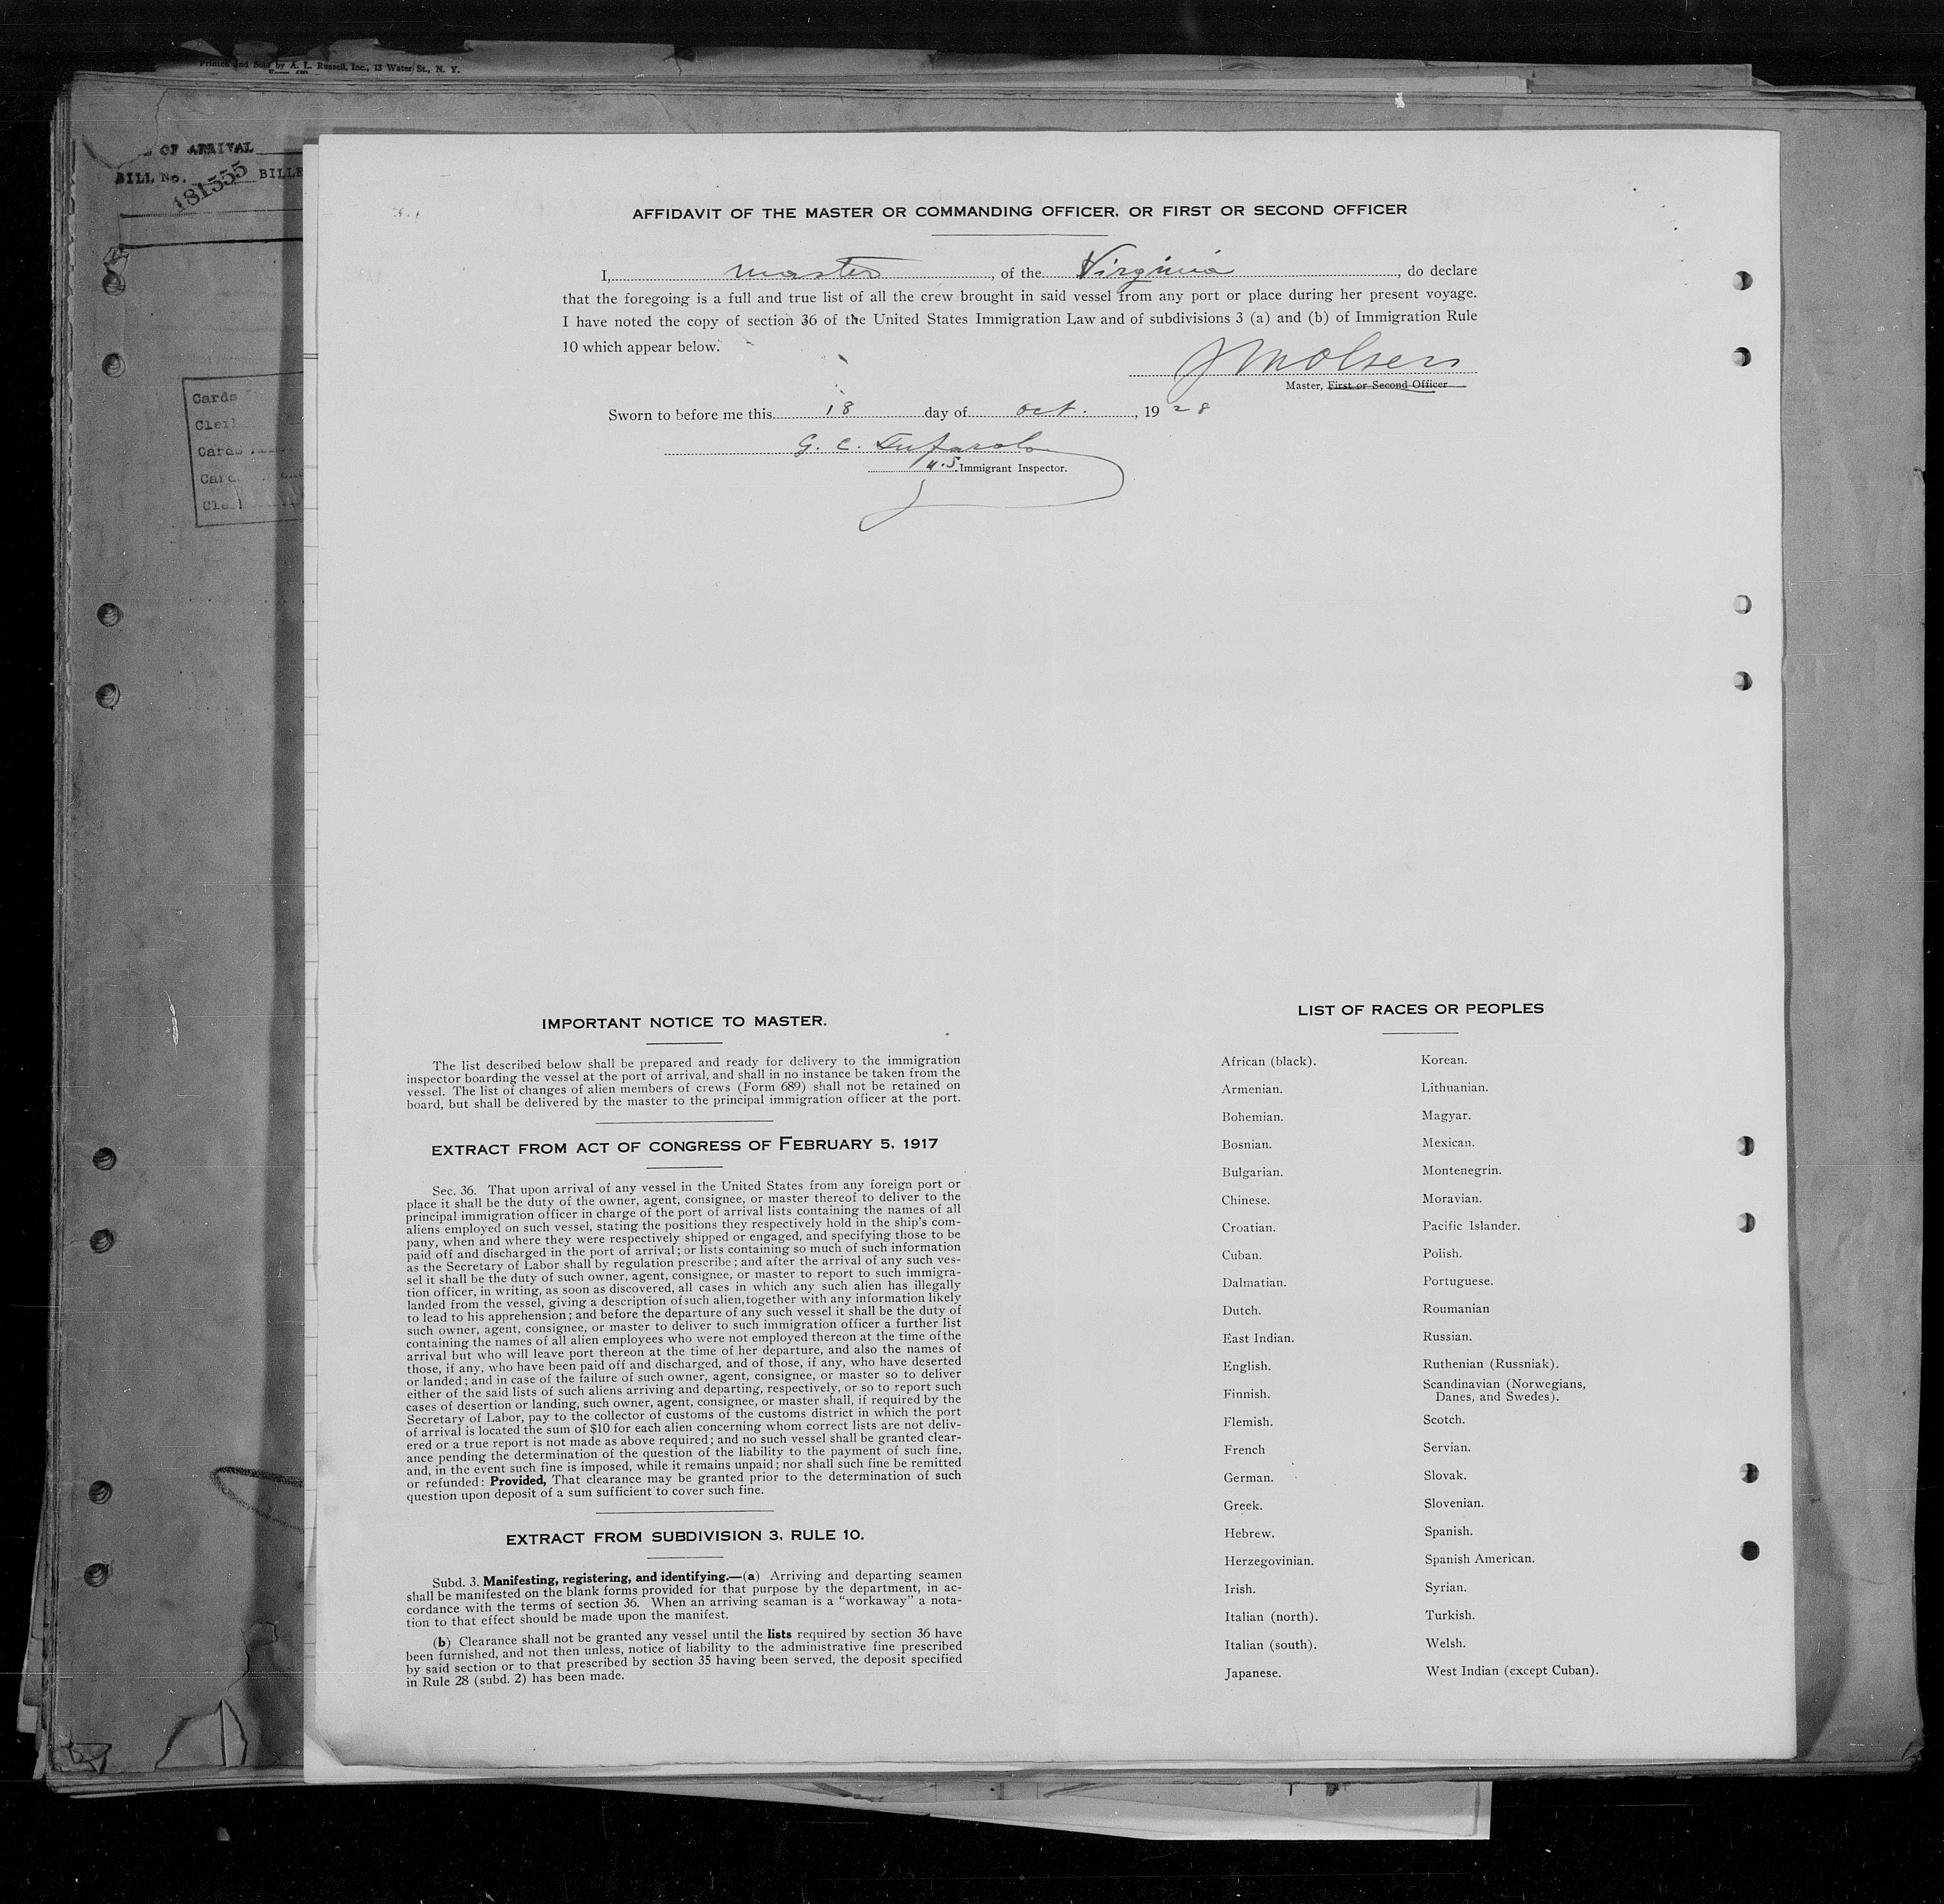 Printed and Sold by A. L. Russell, Inc., 13 Water St., N. Y.
OF ARRIVAL
BILL No. 181555 BILLE
Cards
Cards
AFFIDAVIT OF THE MASTER OR COMMANDING OFFICER, OR FIRST OR SECOND OFFICER
I, master, of the Virginia, do declare
that the foregoing is a full and true list of all the crew brought in said vessel from any port or place during her present voyage.
I have noted the copy of section 36 of the United States Immigration Law and of subdivisions 3 (a) and (b) of Immigration Rule
10 which appear below.
J M Olsen
Master, First or Second Officer
Sworn to before me this 18 day of Oct., 1928
G. C.
U.S. Immigrant Inspector.
IMPORTANT NOTICE TO MASTER.
The list described below shall be prepared and ready for delivery to the immigration
inspector boarding the vessel at the port of arrival, and shall in no instance be taken from the
vessel. The list of changes of alien members of crews (Form 689) shall not be retained on
board, but shall be delivered by the master to the principal immigration officer at the port.
EXTRACT FROM ACT OF CONGRESS OF FEBRUARY 5, 1917
Sec. 36. That upon arrival of any vessel in the United States from any foreign port or
place it shall be the duty of the owner, agent, consignee, or master thereof to deliver to the
principal immigration officer in charge of the port of arrival lists containing the names of all
aliens employed on such vessel, stating the positions they respectively hold in the ship's com-
pany, when and where they were respectively shipped or engaged, and specifying those to be
paid off and discharged in the port of arrival; or lists containing so much of such information
as the Secretary of Labor shall by regulation prescribe; and after the arrival of any such ves-
sel it shall be the duty of such owner, agent, consignee, or master to report to such immigra-
tion officer, in writing, as soon as discovered, all cases in which any such alien has illegally
landed from the vessel, giving a description of such alien, together with any information likely
to lead to his apprehension; and before the departure of any such vessel it shall be the duty of
such owner, agent, consignee, or master to deliver to such immigration officer a further list
containing the names of all alien employees who were not employed thereon at the time of the
arrival but who will leave port thereon at the time of her departure, and also the names of
those, if any, who have been paid off and discharged, and of those, if any, who have deserted
or landed; and in case of the failure of such owner, agent, consignee, or master so to deliver
either of the said lists of such aliens arriving and departing, respectively, or so to report such
cases of desertion or landing, such owner, agent, consignee, or master shall, if required by the
Secretary of Labor, pay to the collector of customs of the customs district in which the port
of arrival is located the sum of $10 for each alien concerning whom correct lists are not deliv-
ered or a true report is not made as above required; and no such vessel shall be granted clear-
ance pending the determination of the question of the liability to the payment of such fine,
and, in the event such fine is imposed, while it remains unpaid; nor shall such fine be remitted
or refunded: Provided, That clearance may be granted prior to the determination of such
question upon deposit of a sum sufficient to cover such fine.
EXTRACT FROM SUBDIVISION 3, RULE 10.
Subd. 3. Manifesting, registering, and identifying.—(a) Arriving and departing seamen
shall be manifested on the blank forms provided for that purpose by the department, in ac-
cordance with the terms of section 36. When an arriving seaman is a "workaway" a nota-
tion to that effect should be made upon the manifest.
(b) Clearance shall not be granted any vessel until the lists required by section 36 have
been furnished, and not then unless, notice of liability to the administrative fine prescribed
by said section or to that prescribed by section 35 having been served, the deposit specified
in Rule 28 (subd. 2) has been made.
LIST OF RACES OR PEOPLES
African (black). Korean.
Armenian. Lithuanian.
Bohemian. Magyar.
Bosnian. Mexican.
Bulgarian. Montenegrin.
Chinese. Moravian.
Croatian. Pacific Islander.
Cuban. Polish.
Dalmatian. Portuguese.
Dutch. Roumanian
East Indian. Russian.
English. Ruthenian (Russniak).
Finnish. Scandinavian (Norwegians,
Danes, and Swedes).
Flemish. Scotch.
French Servian.
German. Slovak.
Greek. Slovenian.
Hebrew. Spanish.
Herzegovinian. Spanish American.
Irish. Syrian.
Italian (north). Turkish.
Italian (south). Welsh.
Japanese. West Indian (except Cuban).